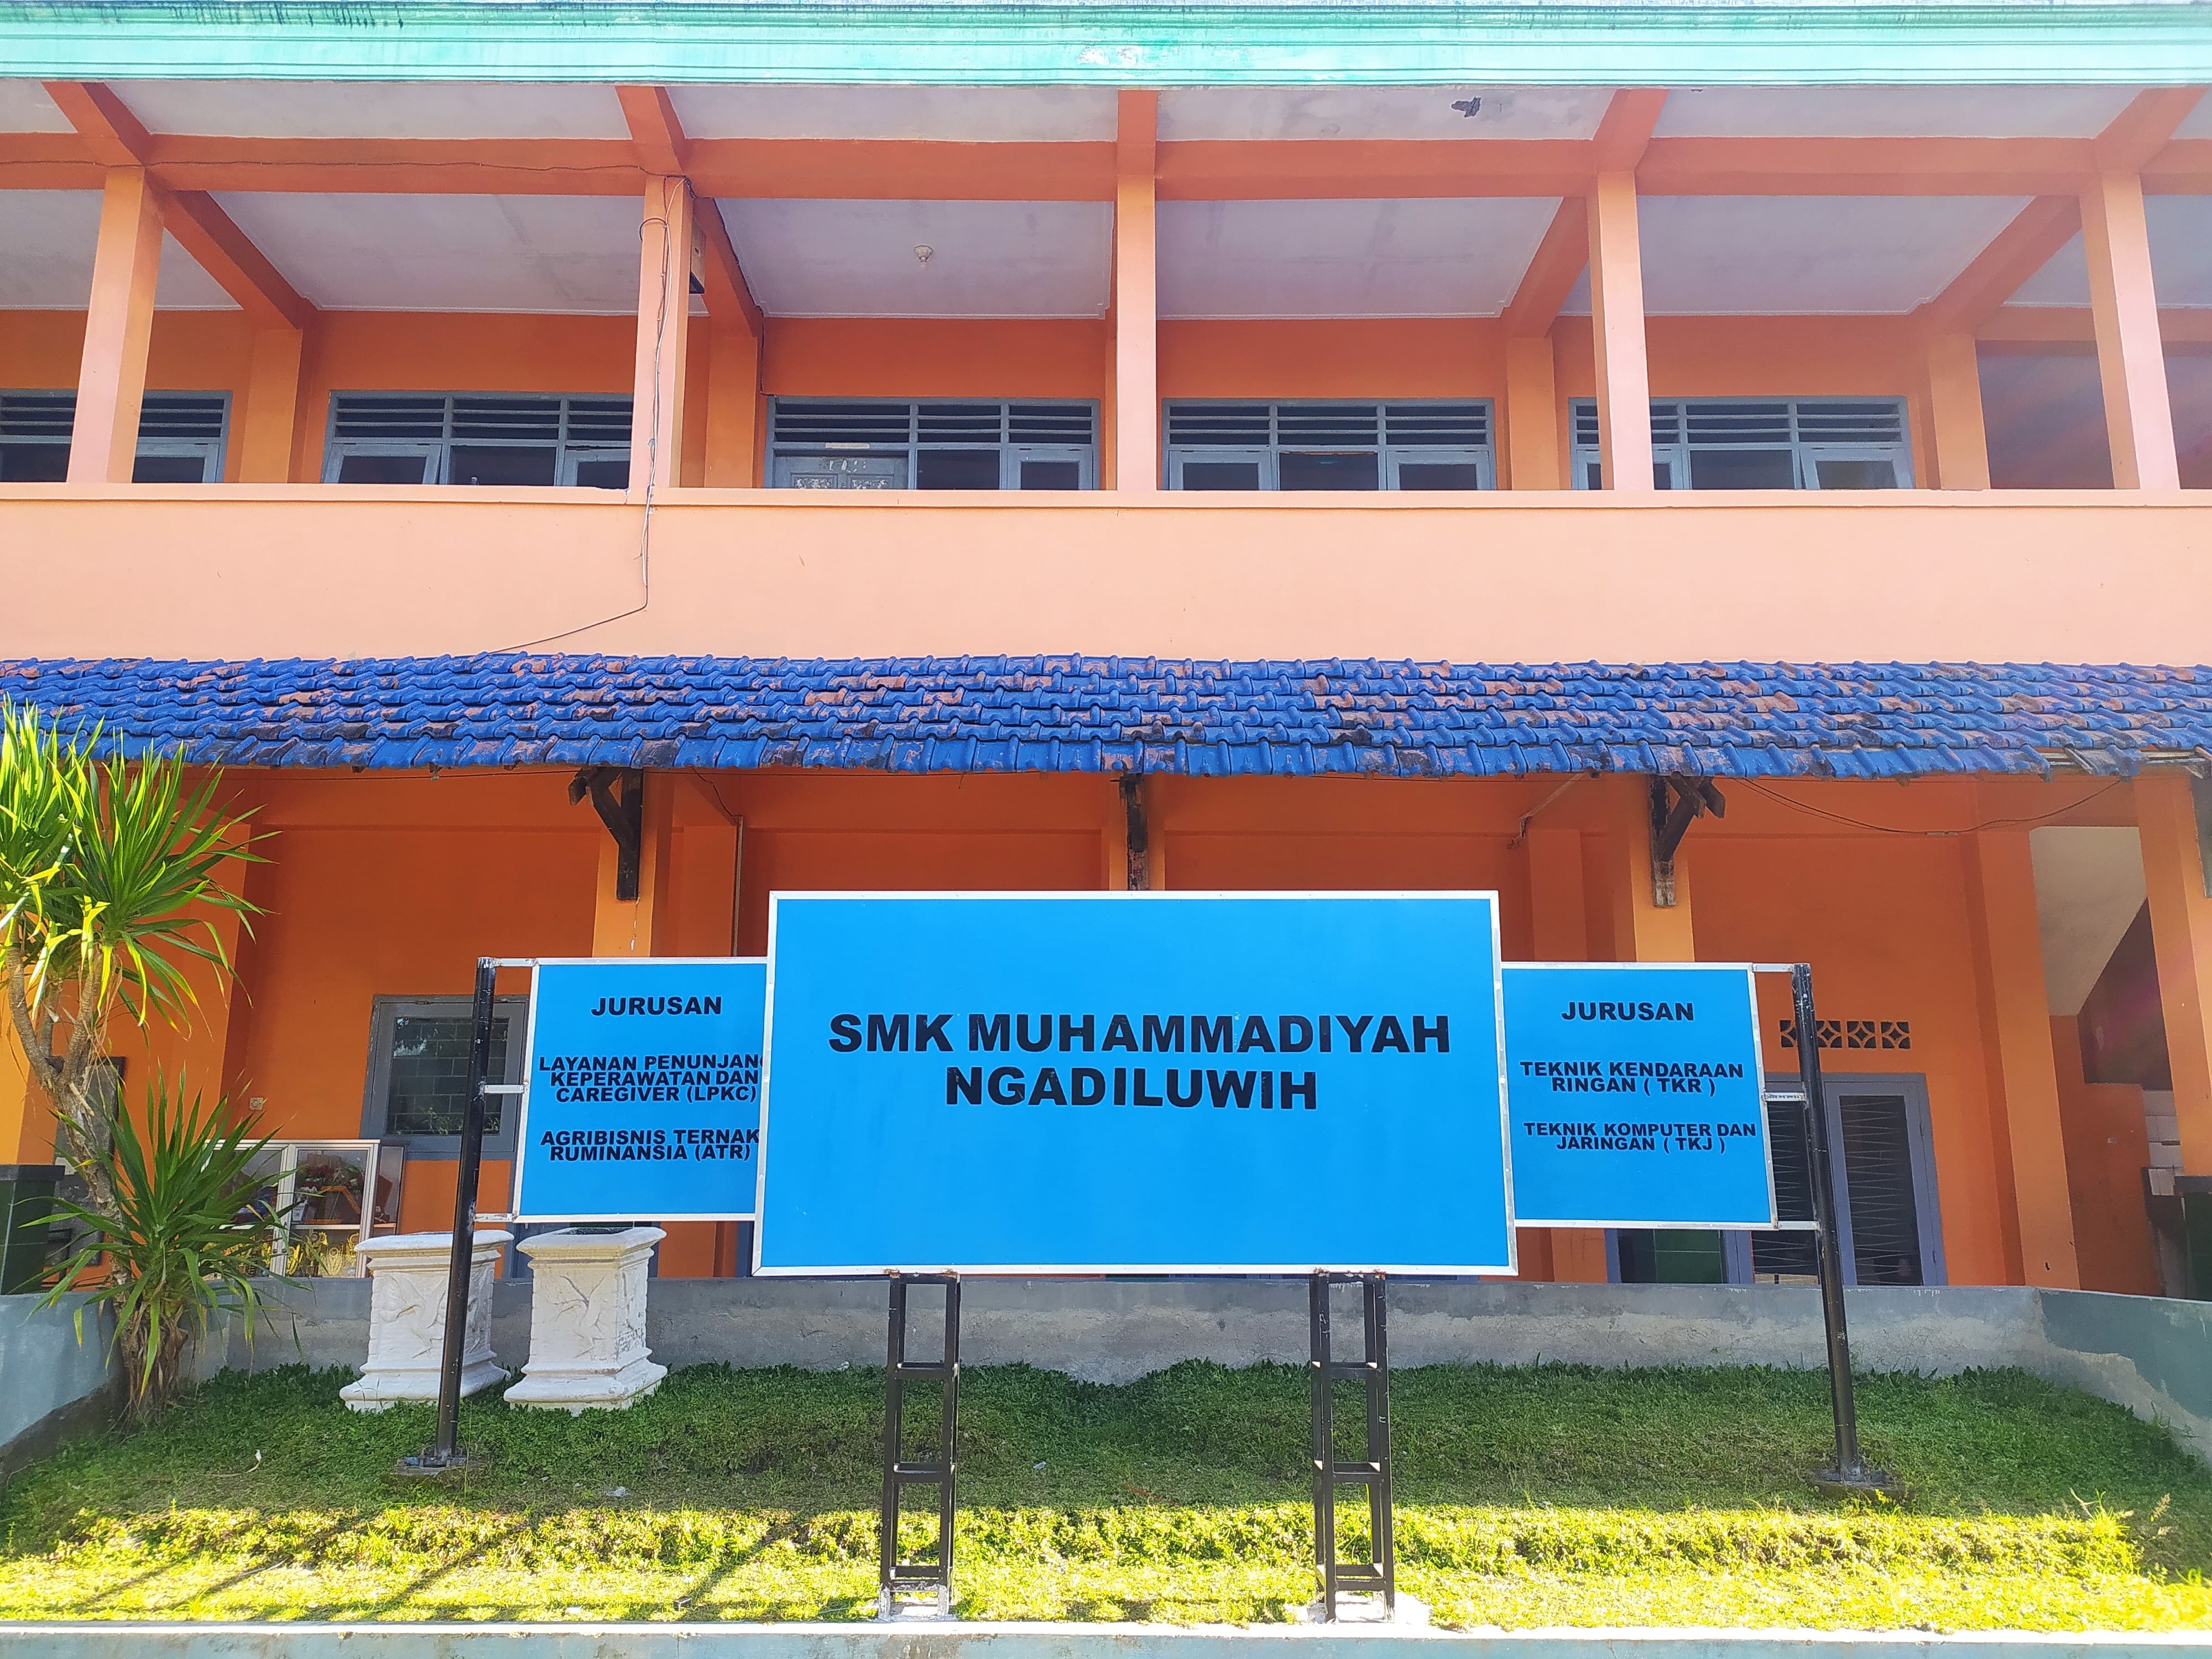 JURUSAN
LAYANAN PENUNJANG
KEPERAWATAN DAN
CAREGIVER (LPKC)
AGRIBISNIS TERNAK
RUMINANSIA (ATR)
SMK MUHAMMADIYAH
NGADILUWIH
JURUSAN
TEKNIK KENDARAAN
RINGAN ( TKR )
TEKNIK KOMPUTER DAN
JARINGAN ( TKJ )